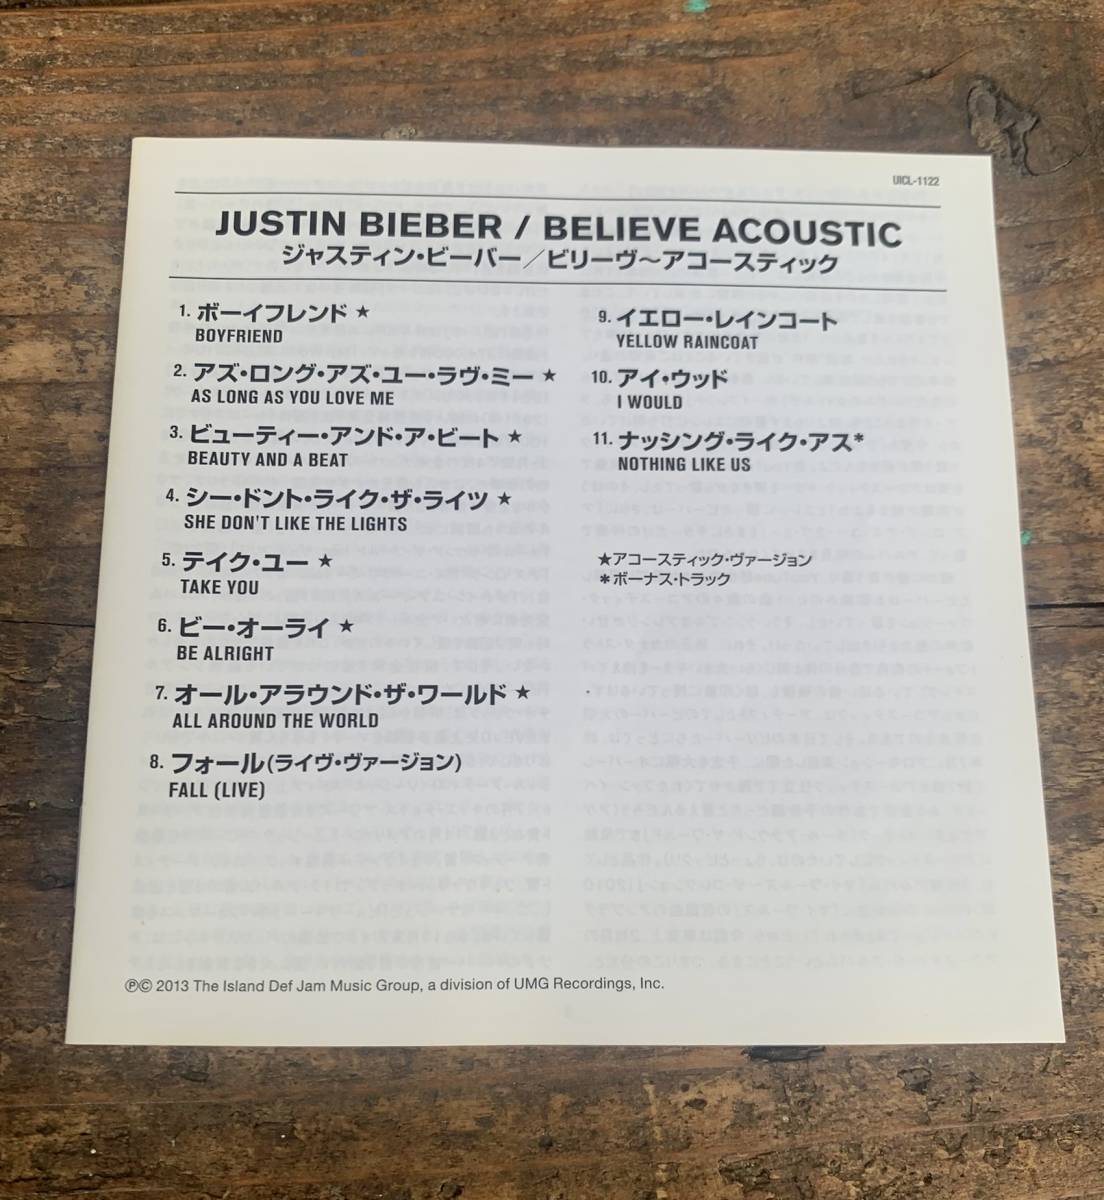 UICL-1122
JUSTIN BIEBER / BELIEVE ACOUSTIC
ジャスティン・ビーバー／ビリーヴ〜アコースティック
1. ボーイフレンド ★
BOYFRIEND
2. アズ・ロング・アズ・ユー・ラヴ・ミー ★
AS LONG AS YOU LOVE ME
3. ビューティー・アンド・ア・ビート ★
BEAUTY AND A BEAT
4. シー・ドント・ライク・ザ・ライツ ★
SHE DON'T LIKE THE LIGHTS
5. テイク・ユー ★
TAKE YOU
6. ビー・オーライ ★
BE ALRIGHT
7. オール・アラウンド・ザ・ワールド ★
ALL AROUND THE WORLD
8. フォール(ライヴ・ヴァージョン)
FALL (LIVE)
9. イエロー・レインコート
YELLOW RAINCOAT
10. アイ・ウッド
I WOULD
11. ナッシング・ライク・アス*
NOTHING LIKE US
★アコースティック・ヴァージョン
*ボーナス・トラック
℗© 2013 The Island Def Jam Music Group, a division of UMG Recordings, Inc.